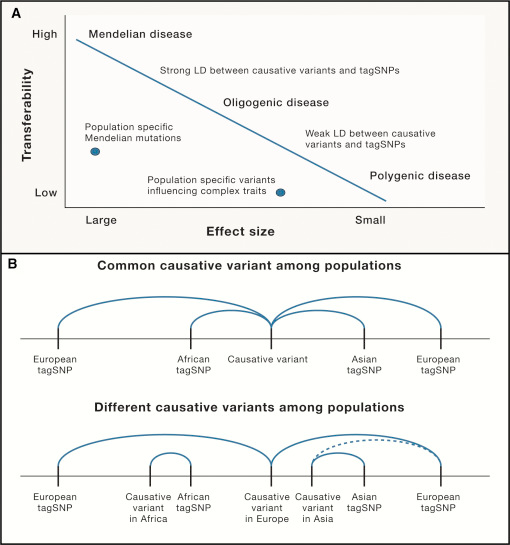 A
High
Mendelian disease
Strong LD between causative variants and tagSNPs
Oligogenic disease
Transferability
Population specific
Mendelian mutations
Weak LD between causative
variants and tagSNPs
Population specific variants
influencing complex traits
Polygenic disease
Low
Large
Small
Effect size
B
Common causative variant among populations
European
tagSNP
African
tagSNP
Causative variant
Asian
tagSNP
European
tagSNP
Different causative variants among populations
European
tagSNP
Causative
variant
in Africa
African
tagSNP
Causative
variant
in Europe
Causative
variant
in Asia
Asian
tagSNP
European
tagSNP